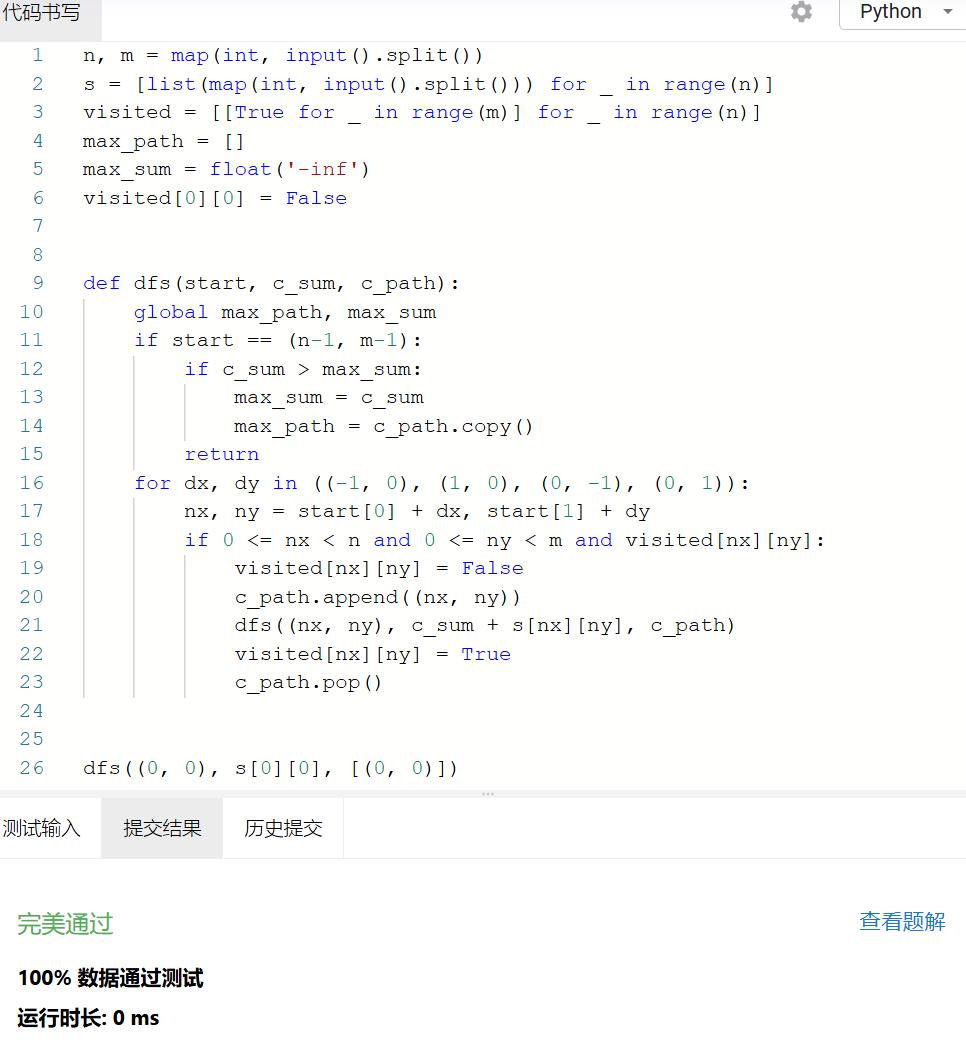 代码书写
Python
1 n, m = map(int, input().split())
2 s = [list(map(int, input().split())) for _ in range(n)]
3 visited = [[True for _ in range(m)] for _ in range(n)]
4 max_path = []
5 max_sum = float('-inf')
6 visited[0][0] = False
7
8
9 def dfs(start, c_sum, c_path):
10     global max_path, max_sum
11     if start == (n-1, m-1):
12         if c_sum > max_sum:
13             max_sum = c_sum
14             max_path = c_path.copy()
15         return
16     for dx, dy in ((-1, 0), (1, 0), (0, -1), (0, 1)):
17         nx, ny = start[0] + dx, start[1] + dy
18         if 0 <= nx < n and 0 <= ny < m and visited[nx][ny]:
19             visited[nx][ny] = False
20             c_path.append((nx, ny))
21             dfs((nx, ny), c_sum + s[nx][ny], c_path)
22             visited[nx][ny] = True
23             c_path.pop()
24
25
26 dfs((0, 0), s[0][0], [(0, 0)])
测试输入 提交结果 历史提交
完美通过 查看题解
100% 数据通过测试
运行时长: 0 ms